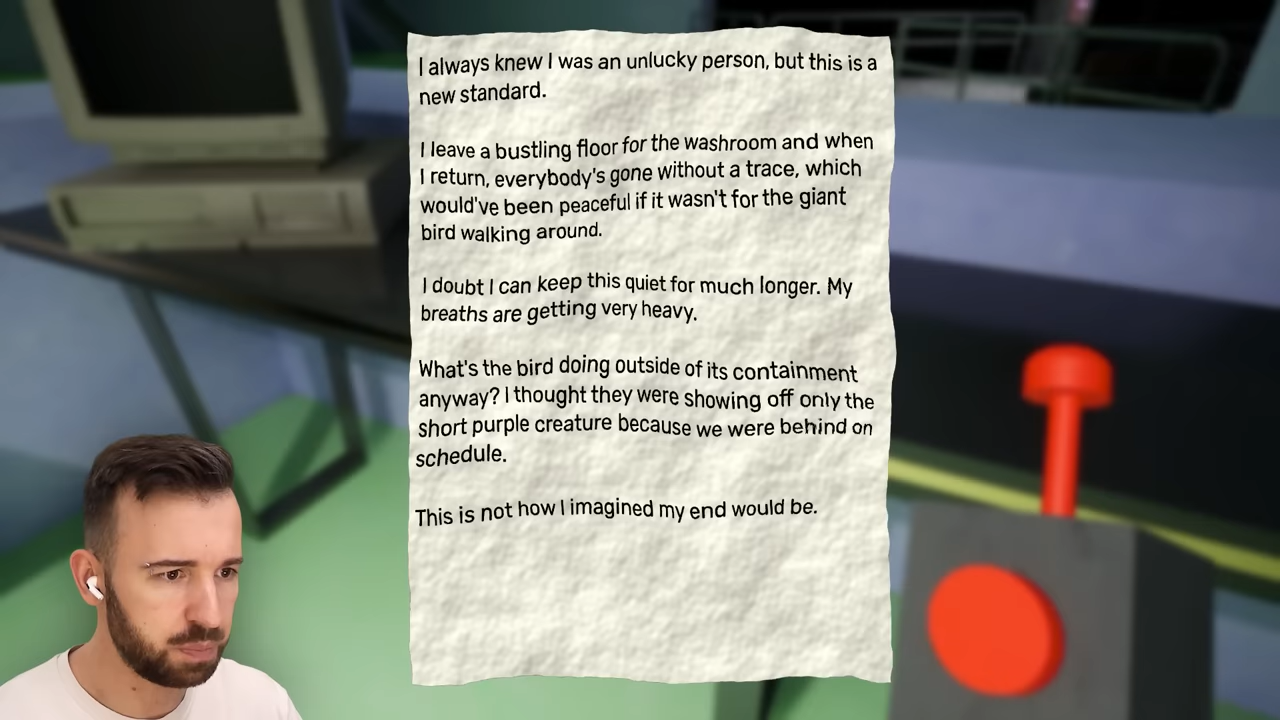 I always knew I was an unlucky person, but this is a
new standard.
I leave a bustling floor for the washroom and when
I return, everybody's gone without a trace, which
would've been peaceful if it wasn't for the giant
bird walking around.
I doubt I can keep this quiet for much longer. My
breaths are getting very heavy.
What's the bird doing outside of its containment
anyway? I thought they were showing off only the
short purple creature because we were behind on
schedule.
This is not how I imagined my end would be.